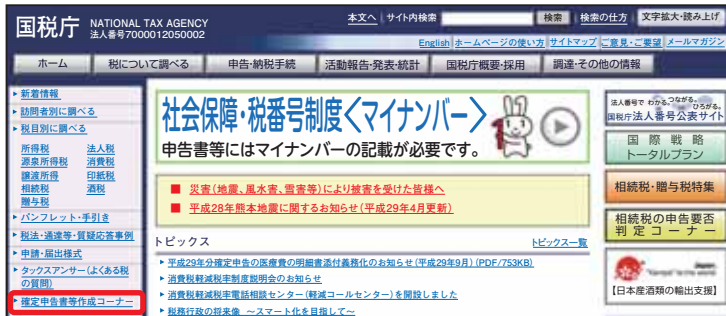 国税庁 NATIONAL TAX AGENCY
法人番号7000012050002
本文へ サイト内検索 検索 検索の仕方 文字拡大・読み上げ
English ホームページの使い方 サイトマップ ご意見・ご要望 メールマガジン
ホーム 税について調べる 申告・納税手続 活動報告・発表・統計 国税庁概要・採用 調達・その他の情報
新着情報
訪問者別に調べる
税目別に調べる
所得税 法人税
源泉所得税 消費税
譲渡所得 印紙税
相続税 酒税
贈与税
パンフレット・手引き
税法・通達等・質疑応答事例
申請・届出様式
タックスアンサー(よくある税
の質問)
確定申告書等作成コーナー
社会保障・税番号制度<マイナンバー>
申告書等にはマイナンバーの記載が必要です。
災害(地震、風水害、雪害等)により被害を受けた皆様へ
平成28年熊本地震に関するお知らせ(平成29年4月更新)
トピックス トピックス一覧
平成29年分確定申告の医療費の明細書添付義務化のお知らせ(平成29年9月)(PDF/753KB)
消費税軽減税率制度説明会のお知らせ
消費税軽減税率電話相談センター(軽減コールセンター)を開設しました
税務行政の将来像 ~スマート化を目指して~
法人番号で わかる。つながる。
ひろがる。
国税庁法人番号公表サイト
国際戦略
トータルプラン
相続税・贈与税特集
相続税の申告要否
判定コーナー
【日本産酒類の輸出支援】